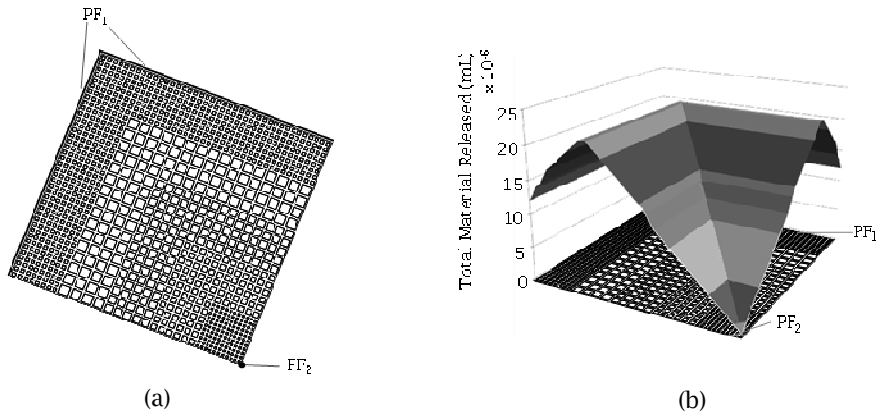 PF1
PF2
(a)
Total Material Released (mL)
x 10-6
25
20
15
10
5
0
PF1
PF2
(b)